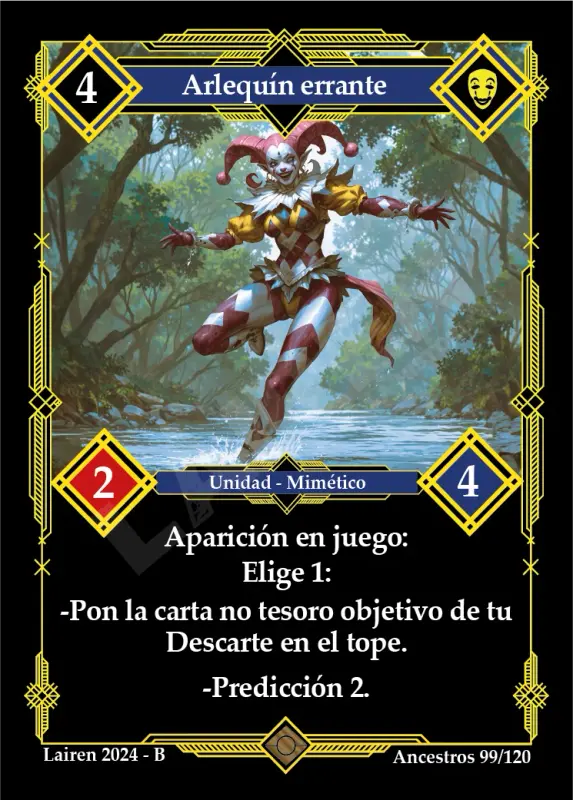 4
Arlequín errante
2
Unidad - Mimético
4
Aparición en juego:
Elige 1:
-Pon la carta no tesoro objetivo de tu
Descarte en el tope.
-Predicción 2.
Lairen 2024 - B
Ancestros 99/120